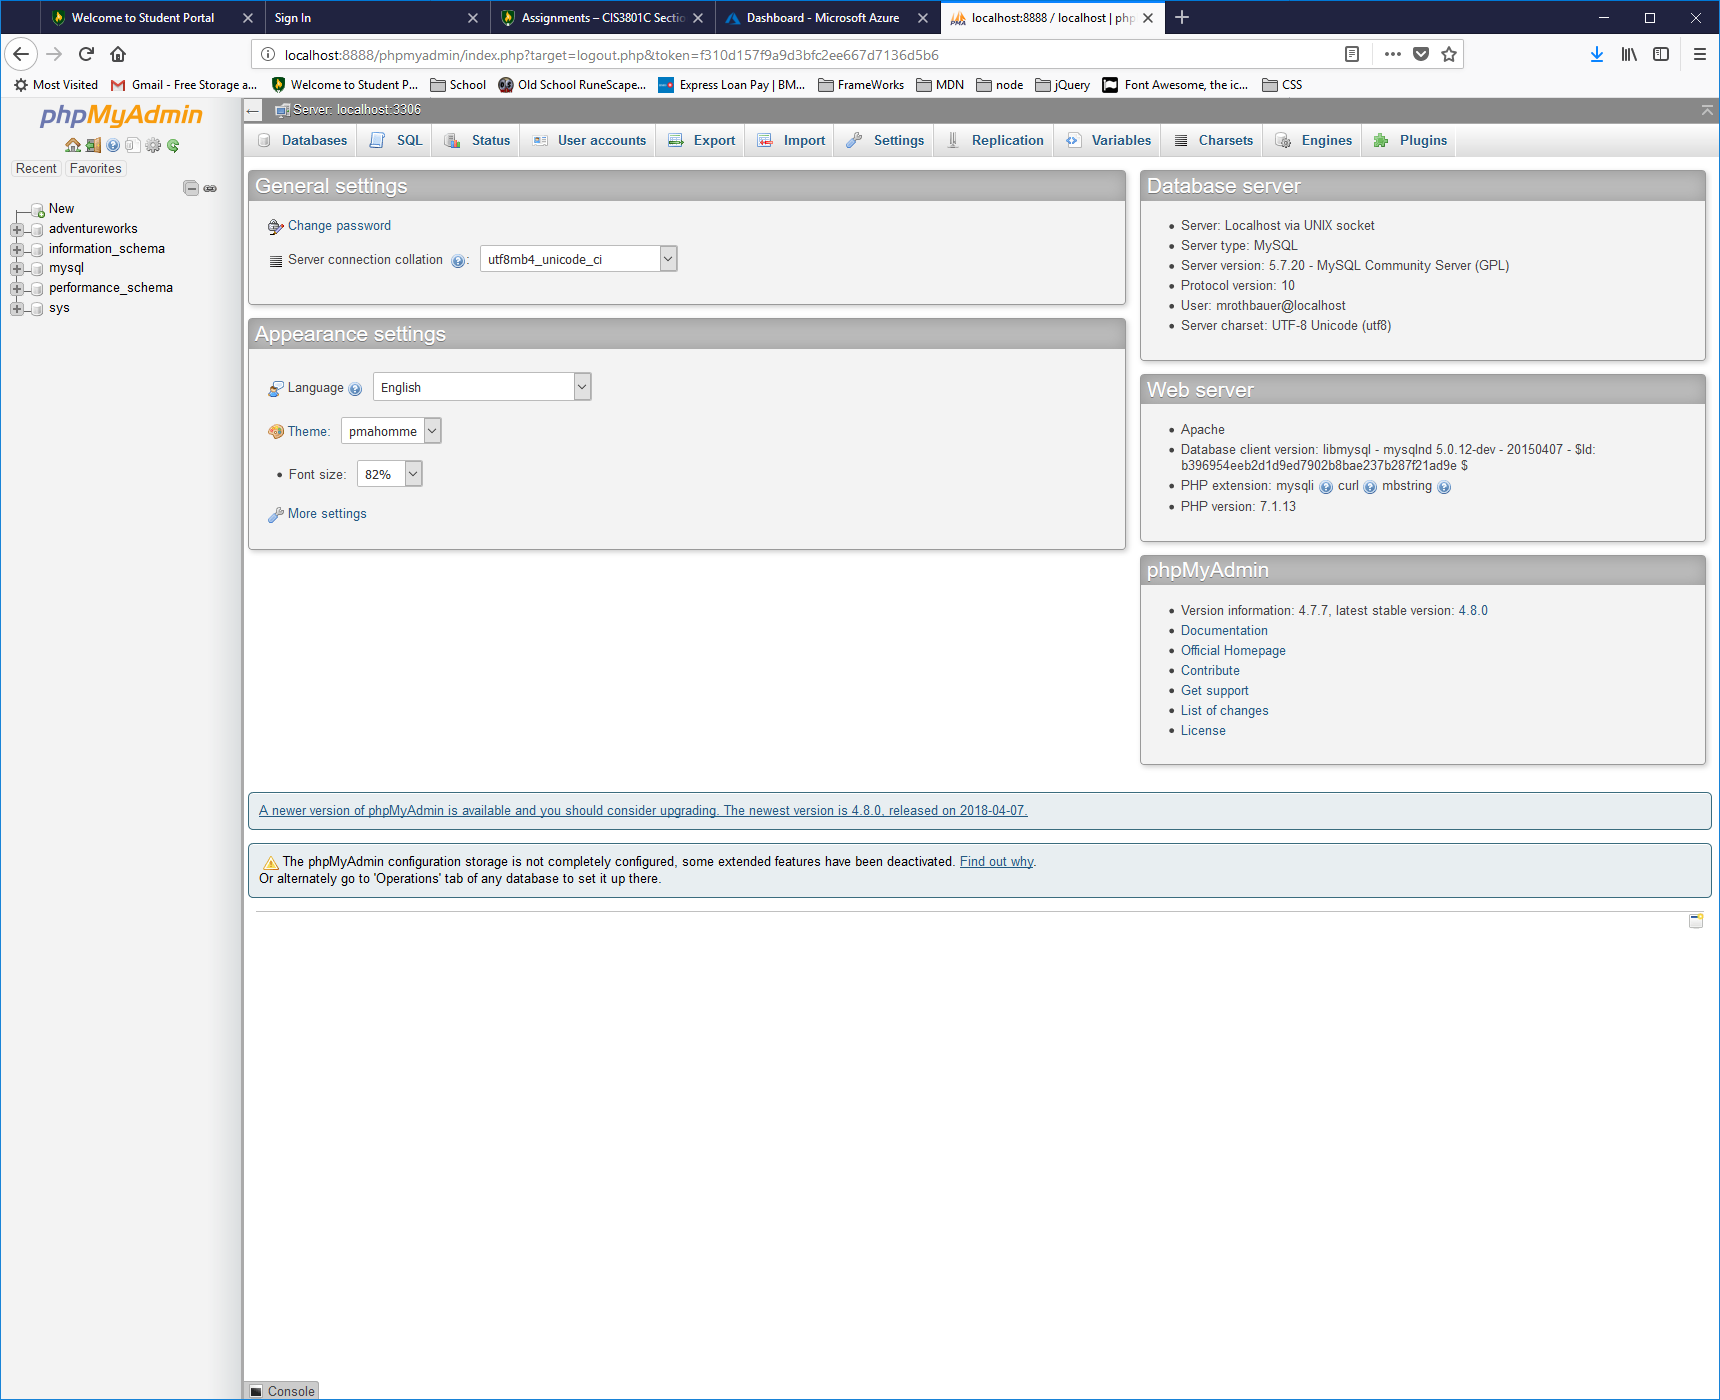 Welcome to Student Portal
Sign In
Assignments – CIS3801C Sectio
Dashboard - Microsoft Azure
localhost:8888 / localhost | php
localhost:8888/phpmyadmin/index.php?target=logout.php&token=f310d157f9a9d3bfc2ee667d7136d5b6
Most Visited
Gmail - Free Storage a...
Welcome to Student P...
School
Old School RuneScape...
Express Loan Pay | BM...
FrameWorks
MDN
node
jQuery
Font Awesome, the ic...
CSS
phpMyAdmin
Recent
Favorites
New
adventureworks
information_schema
mysql
performance_schema
sys
Server: localhost:3306
Databases
SQL
Status
User accounts
Export
Import
Settings
Replication
Variables
Charsets
Engines
Plugins
General settings
Change password
Server connection collation : utf8mb4_unicode_ci
Appearance settings
Language English
Theme: pmahomme
• Font size: 82%
More settings
Database server
• Server: Localhost via UNIX socket
• Server type: MySQL
• Server version: 5.7.20 - MySQL Community Server (GPL)
• Protocol version: 10
• User: mrothbauer@localhost
• Server charset: UTF-8 Unicode (utf8)
Web server
• Apache
• Database client version: libmysql - mysqlnd 5.0.12-dev - 20150407 - $Id:
b396954eeb2d1d9ed7902b8bae237b287f21ad9e $
• PHP extension: mysqli curl mbstring
• PHP version: 7.1.13
phpMyAdmin
• Version information: 4.7.7, latest stable version: 4.8.0
• Documentation
• Official Homepage
• Contribute
• Get support
• List of changes
• License
A newer version of phpMyAdmin is available and you should consider upgrading. The newest version is 4.8.0, released on 2018-04-07.
The phpMyAdmin configuration storage is not completely configured, some extended features have been deactivated. Find out why.
Or alternately go to 'Operations' tab of any database to set it up there.
Console